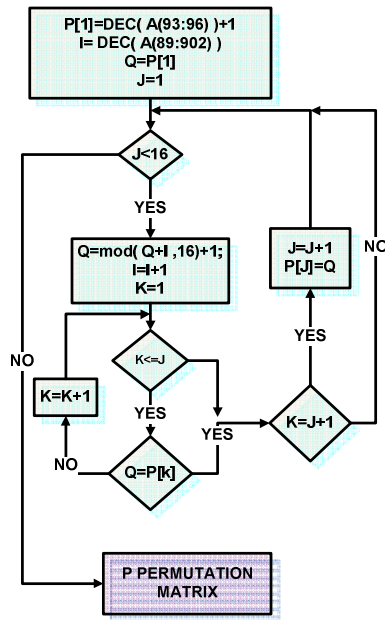 P[1]=DEC( A(93:96) )+1
I= DEC( A(89:902) )
Q=P[1]
J=1
J<16
YES
NO
Q=mod( Q+I ,16)+1;
I=I+1
K=1
J=J+1
P[J]=Q
NO
K<=J
YES
K=K+1
YES
NO
Q=P[k]
YES
K=J+1
P PERMUTATION
MATRIX